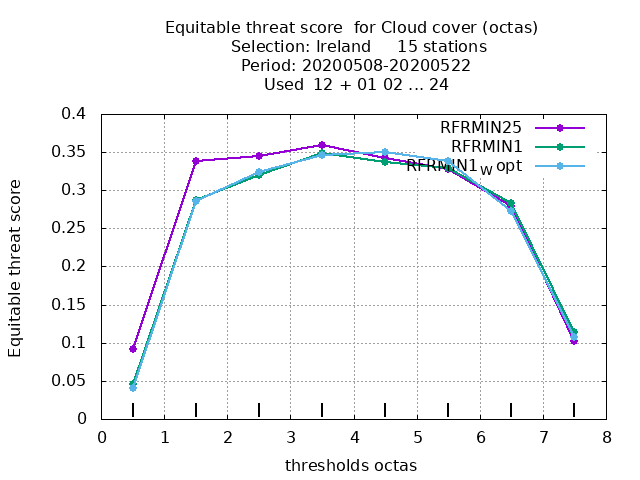 Equitable threat score  for Cloud cover (octas)
Selection: Ireland     15 stations
Period: 20200508-20200522
Used  12 + 01 02 ... 24
RFRMIN25
RFRMIN1
RFRMIN1wopt
Equitable threat score
0.4
0.35
0.3
0.25
0.2
0.15
0.1
0.05
0
0 1 2 3 4 5 6 7 8
thresholds octas